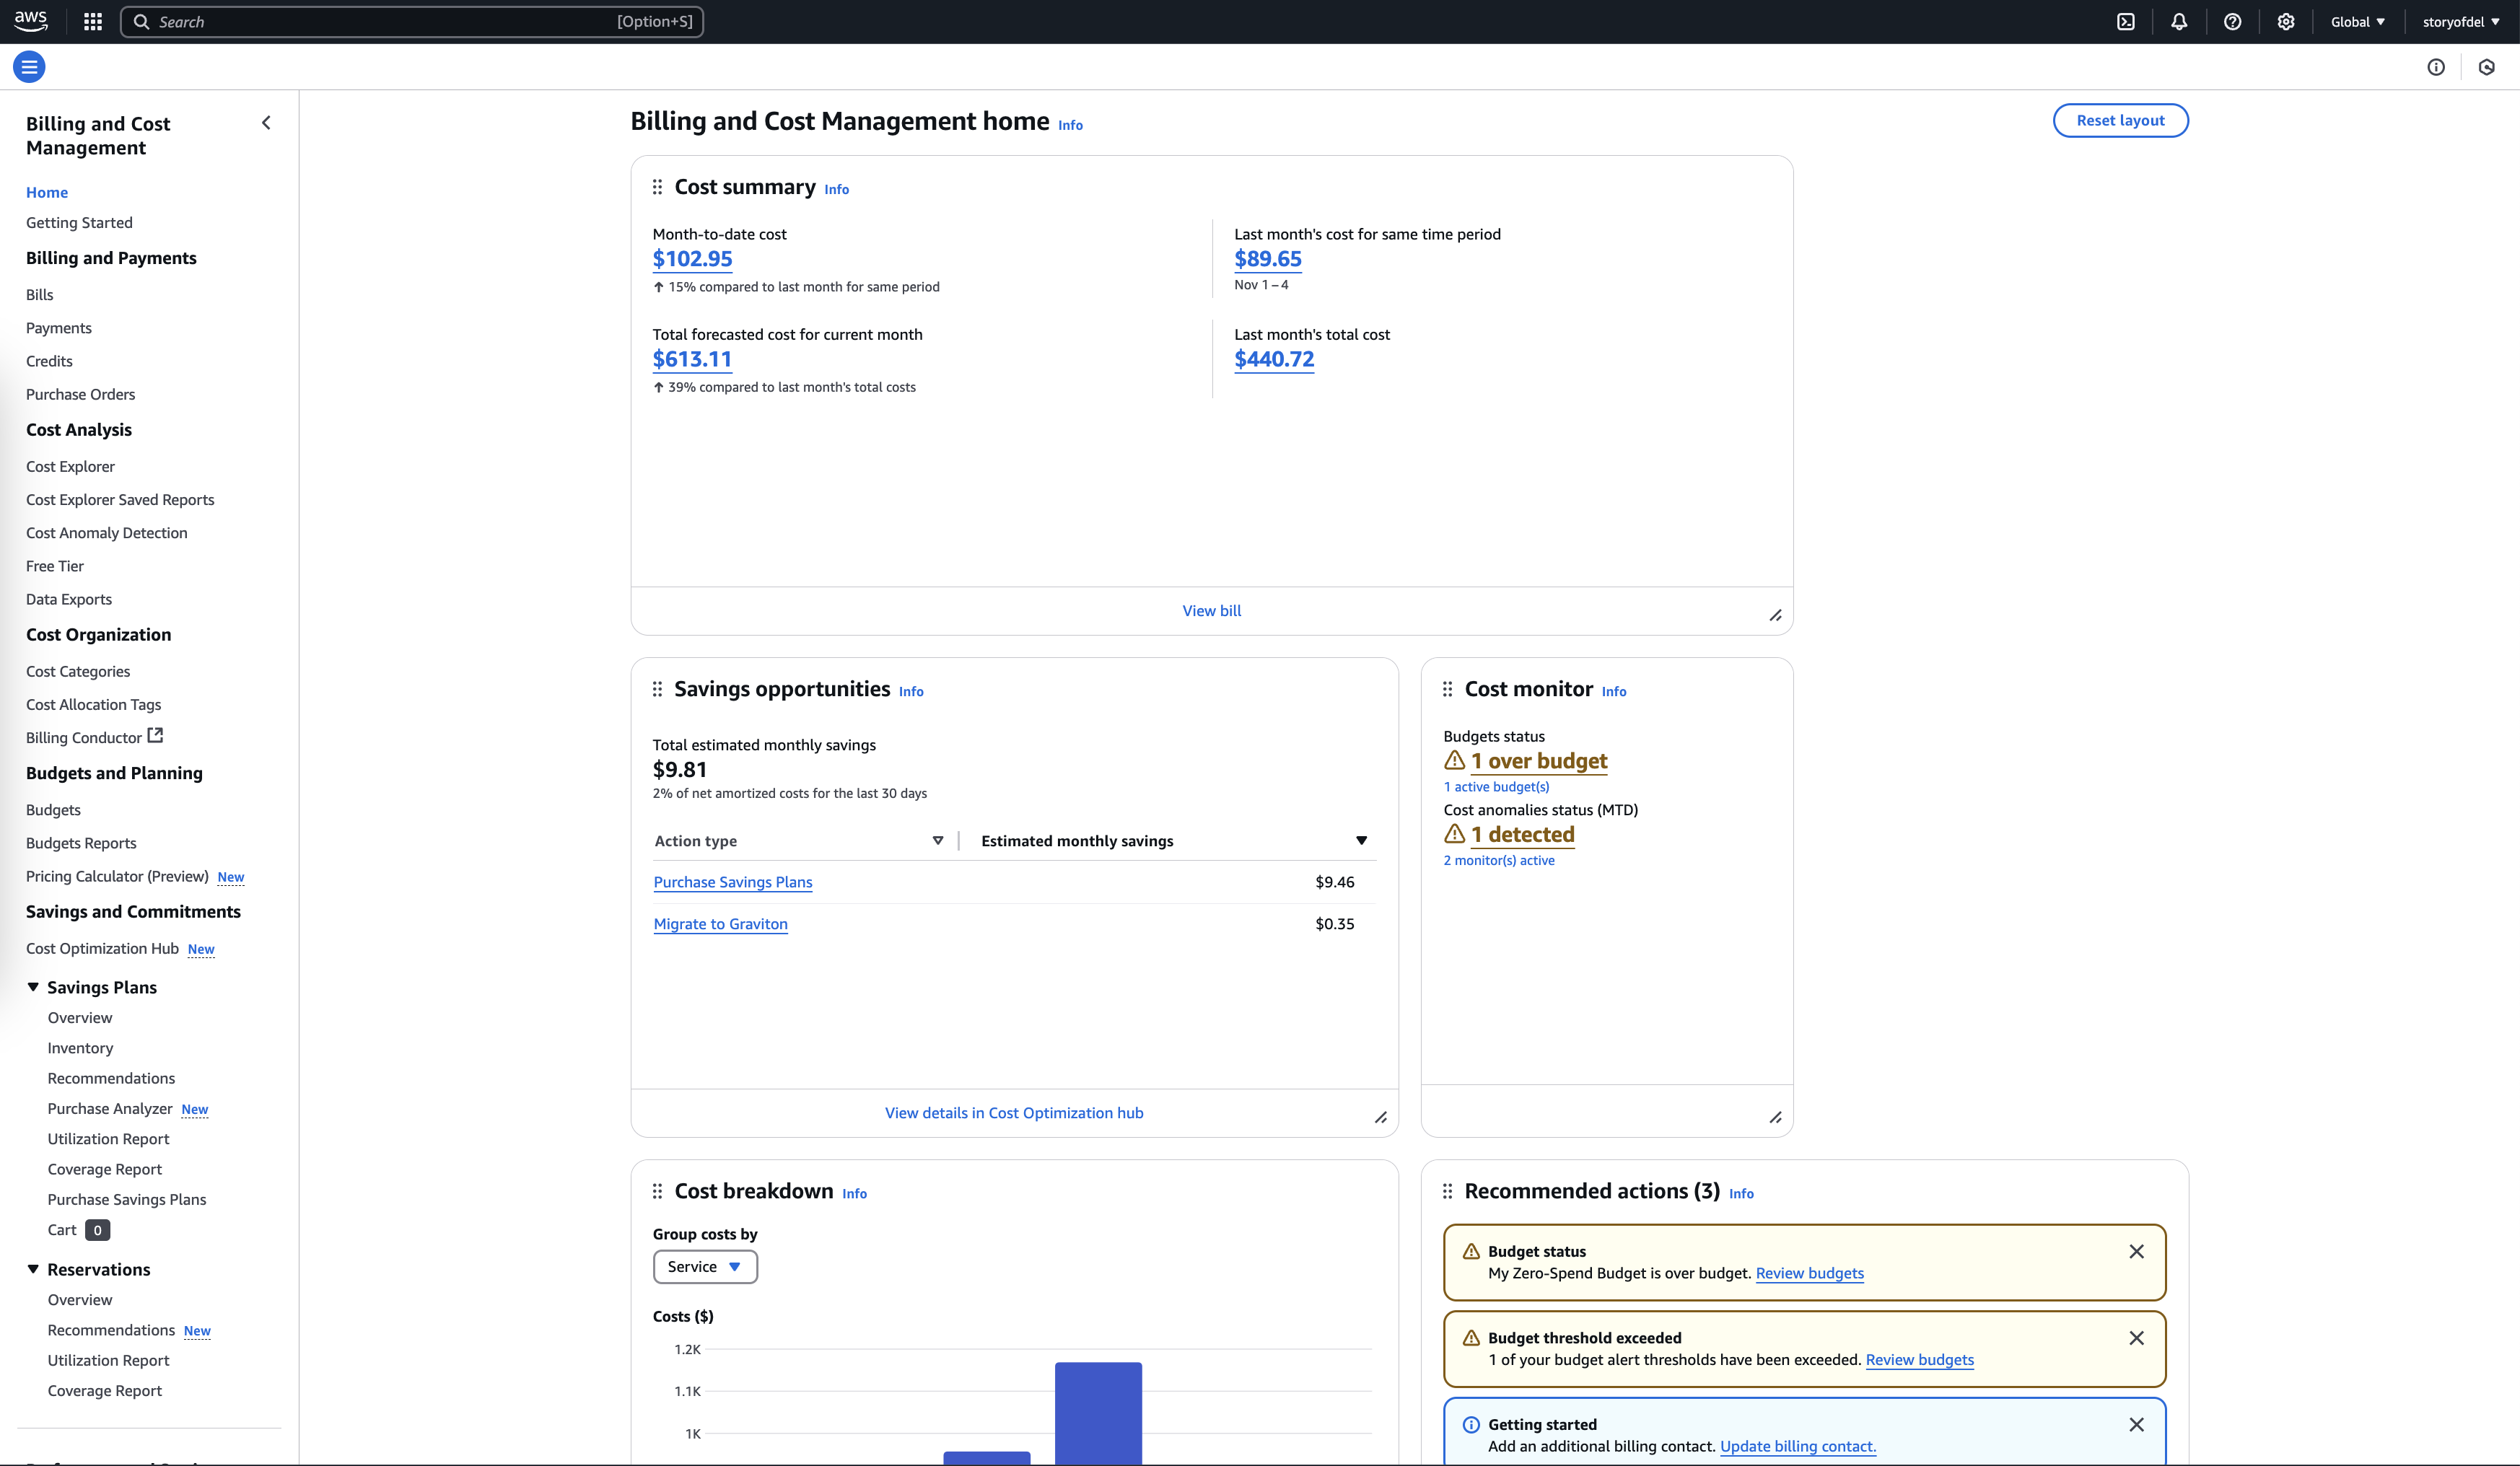 aws
Search
[Option+S]
Global
storyofdel
Billing and Cost
Management
Home
Getting Started
Billing and Payments
Bills
Payments
Credits
Purchase Orders
Cost Analysis
Cost Explorer
Cost Explorer Saved Reports
Cost Anomaly Detection
Free Tier
Data Exports
Cost Organization
Cost Categories
Cost Allocation Tags
Billing Conductor
Budgets and Planning
Budgets
Budgets Reports
Pricing Calculator (Preview) New
Savings and Commitments
Cost Optimization Hub New
Savings Plans
Overview
Inventory
Recommendations
Purchase Analyzer New
Utilization Report
Coverage Report
Purchase Savings Plans
Cart 0
Reservations
Overview
Recommendations New
Utilization Report
Coverage Report
Billing and Cost Management home Info
Reset layout
Cost summary Info
Month-to-date cost
$102.95
↑ 15% compared to last month for same period
Last month's cost for same time period
$89.65
Nov 1 – 4
Total forecasted cost for current month
$613.11
↑ 39% compared to last month's total costs
Last month's total cost
$440.72
View bill
Savings opportunities Info
Total estimated monthly savings
$9.81
2% of net amortized costs for the last 30 days
Action type
Estimated monthly savings
Purchase Savings Plans
$9.46
Migrate to Graviton
$0.35
View details in Cost Optimization hub
Cost monitor Info
Budgets status
1 over budget
1 active budget(s)
Cost anomalies status (MTD)
1 detected
2 monitor(s) active
Cost breakdown Info
Group costs by
Service
Costs ($)
1.2K
1.1K
1K
Recommended actions (3) Info
Budget status
My Zero-Spend Budget is over budget. Review budgets
Budget threshold exceeded
1 of your budget alert thresholds have been exceeded. Review budgets
Getting started
Add an additional billing contact. Update billing contact.